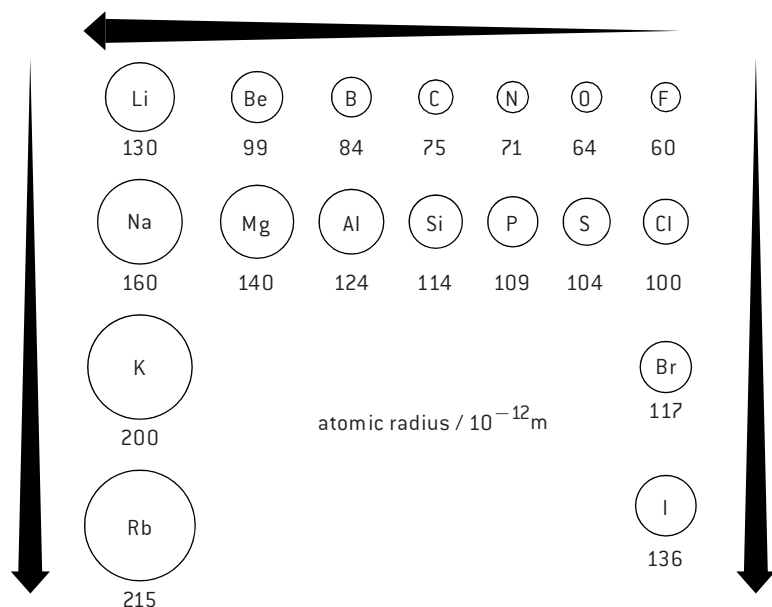 Li Be B C N O F
130 99 84 75 71 64 60
Na Mg Al Si P S Cl
160 140 124 114 109 104 100
K Br
117
atomic radius / 10⁻¹²m
200
Rb I
136
215